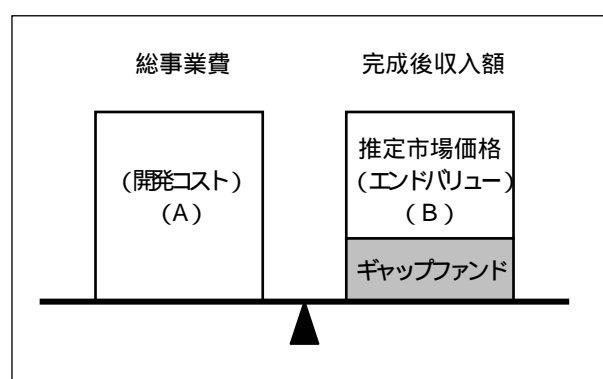 総事業費
完成後収入額
(開発コスト)
(A)
推定市場価格
(エンドバリュー)
(B)
ギャップファンド